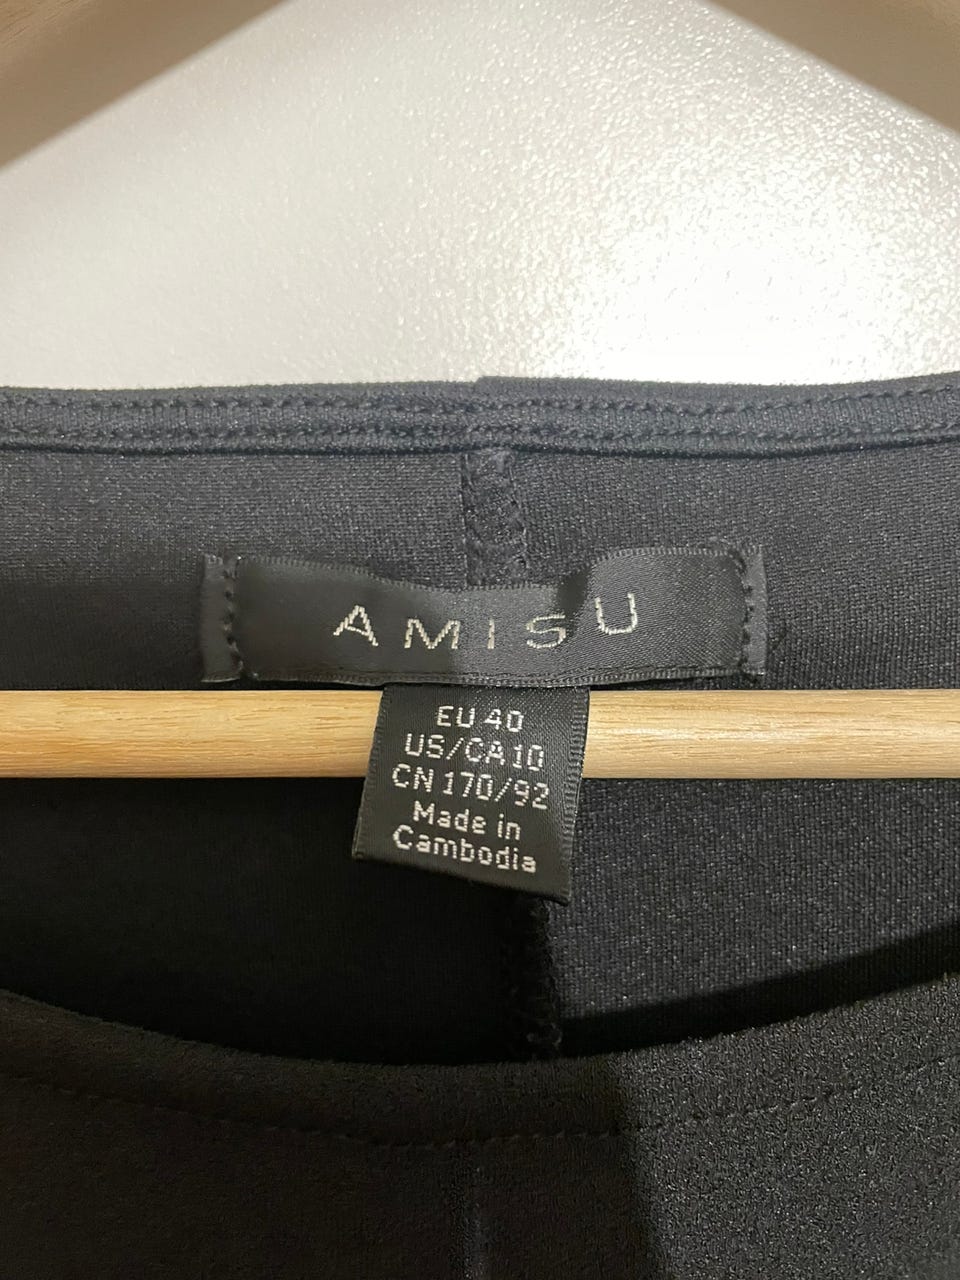 AMISU
EU 40
US/CA 10
CN 170/92
Made in
Cambodia